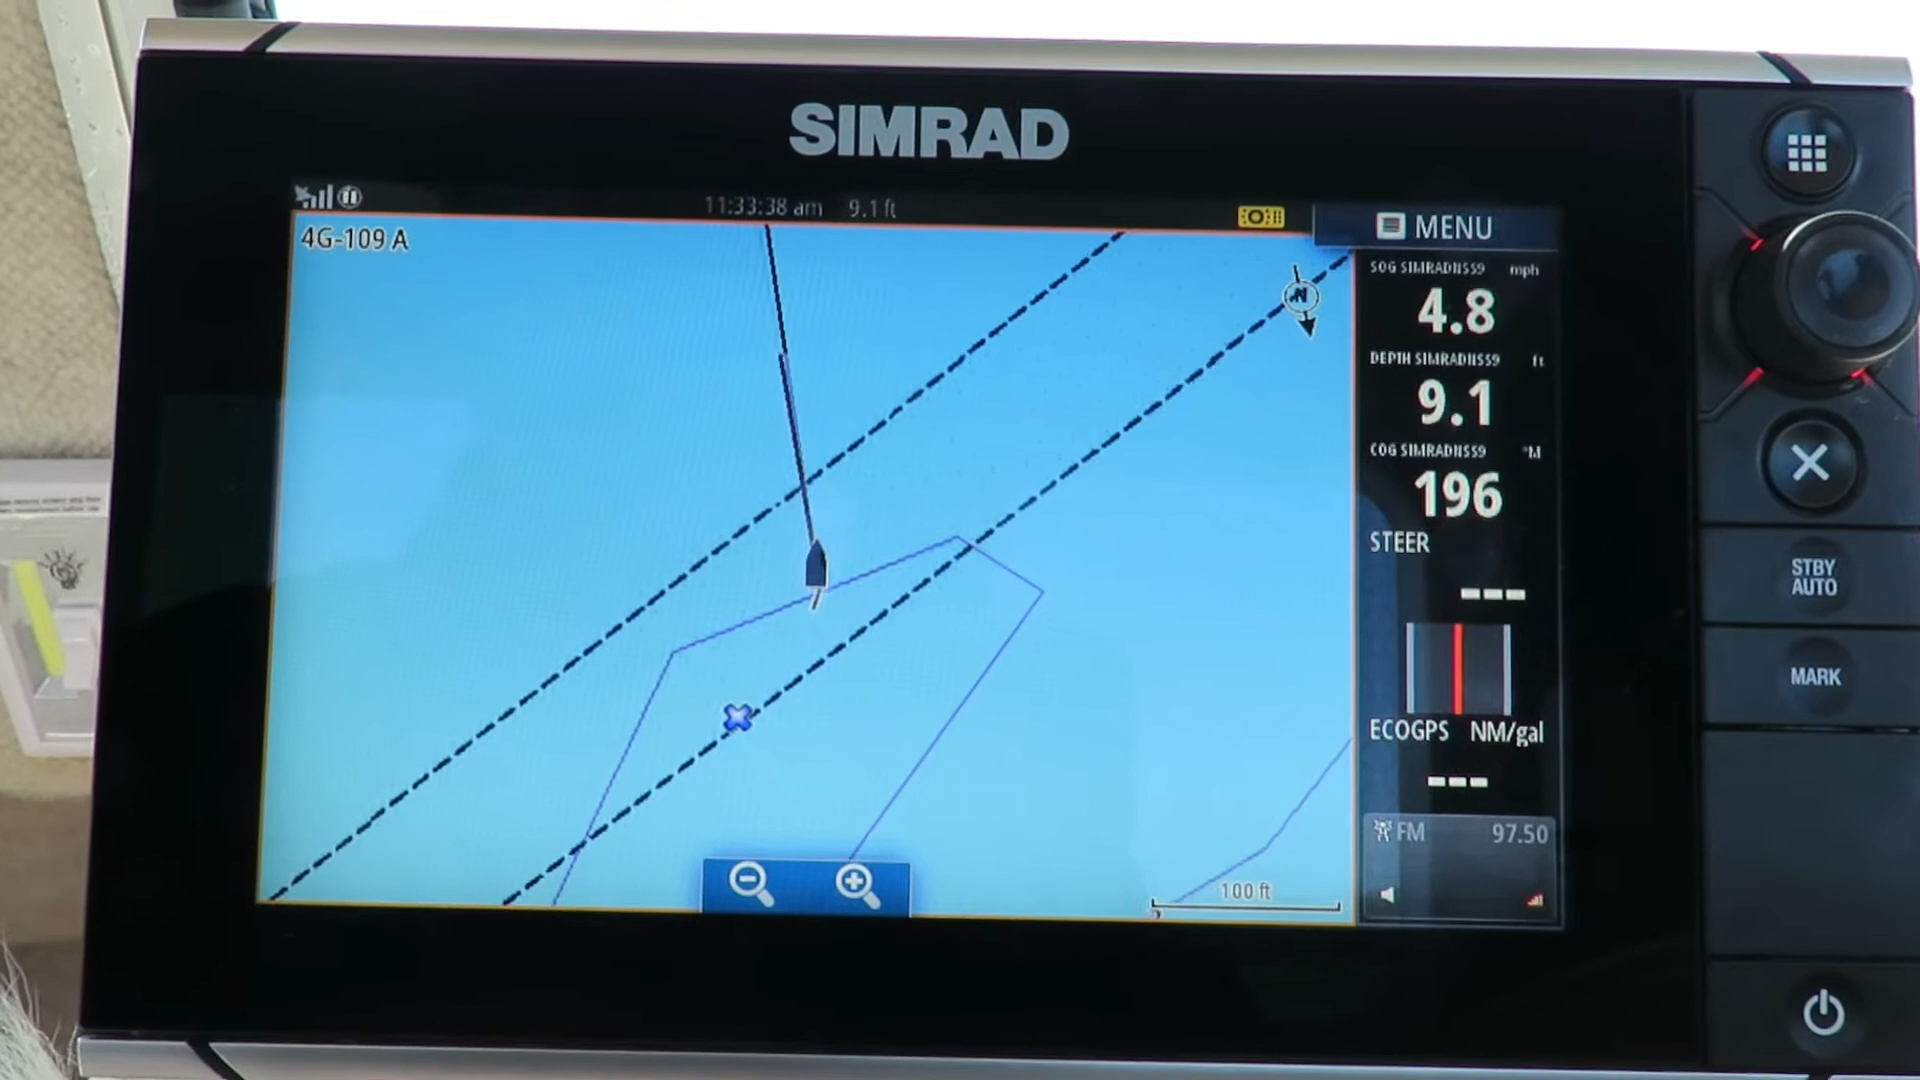 SIMRAD
11:33:38 am 9.1 ft
MENU
4G-109 A
N
SOG SIMRADNSS9 mph
4.8
DEPTH SIMRADNSS9 ft
9.1
COG SIMRADNSS9 °M
196
STEER
---
ECOGPS NM/gal
---
FM 97.50
100 ft
STBY
AUTO
MARK